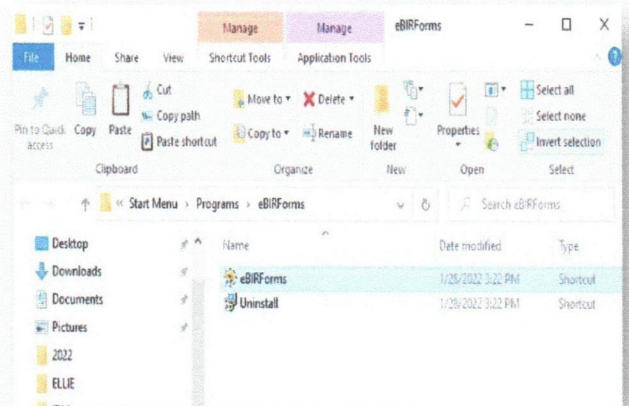 Manage Manage eBIRForms
File Home Share View Shortcut Tools Application Tools
Pin to Quick access
Copy
Paste
Cut
Copy path
Paste shortcut
Clipboard
Move to
Copy to
Delete
Rename
Organize
New folder
New
Properties
Open
Select all
Select none
Invert selection
Select
« Start Menu › Programs › eBIRForms
Search eBIRForms
Desktop
Downloads
Documents
Pictures
2022
ELLIE
Name Date modified Type
eBIRForms 1/28/2022 3:22 PM Shortcut
Uninstall 1/28/2022 3:22 PM Shortcut